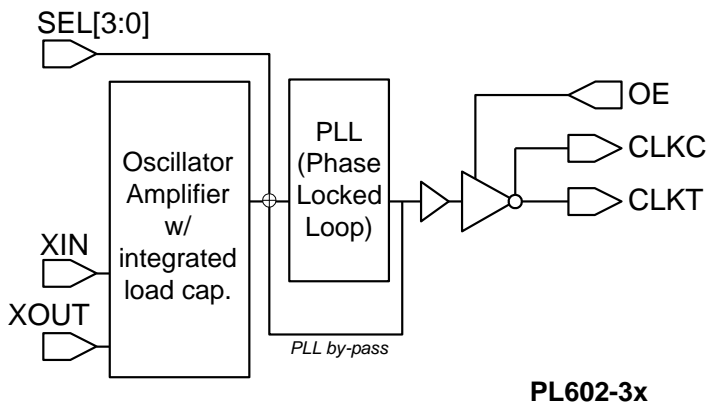 SEL[3:0]
Oscillator
Amplifier
w/
integrated
load cap.
XIN
XOUT
PLL
(Phase
Locked
Loop)
PLL by-pass
OE
CLKC
CLKT
PL602-3x